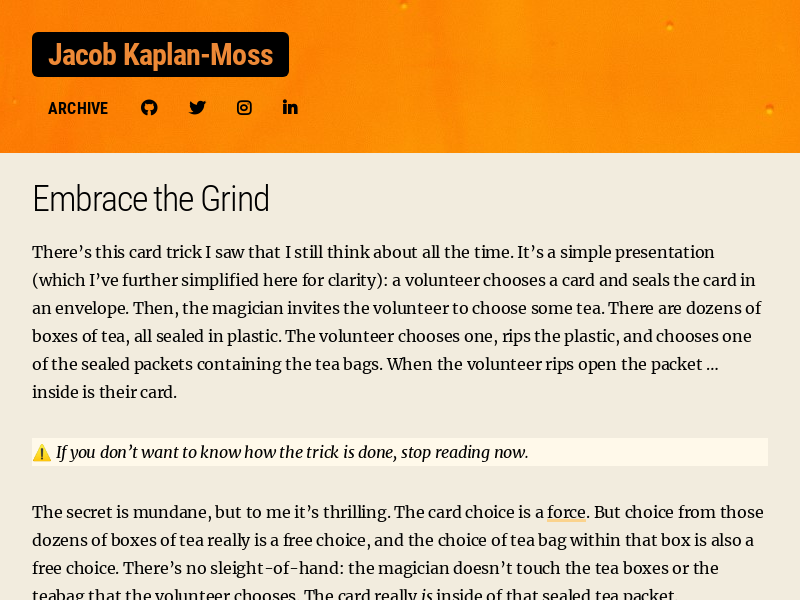 Jacob Kaplan-Moss
ARCHIVE
Embrace the Grind
There’s this card trick I saw that I still think about all the time. It’s a simple presentation
(which I’ve further simplified here for clarity): a volunteer chooses a card and seals the card in
an envelope. Then, the magician invites the volunteer to choose some tea. There are dozens of
boxes of tea, all sealed in plastic. The volunteer chooses one, rips the plastic, and chooses one
of the sealed packets containing the tea bags. When the volunteer rips open the packet …
inside is their card.
⚠️ If you don’t want to know how the trick is done, stop reading now.
The secret is mundane, but to me it’s thrilling. The card choice is a force. But choice from those
dozens of boxes of tea really is a free choice, and the choice of tea bag within that box is also a
free choice. There’s no sleight-of-hand: the magician doesn’t touch the tea boxes or the
teabag that the volunteer chooses. The card really is inside of that sealed tea packet.